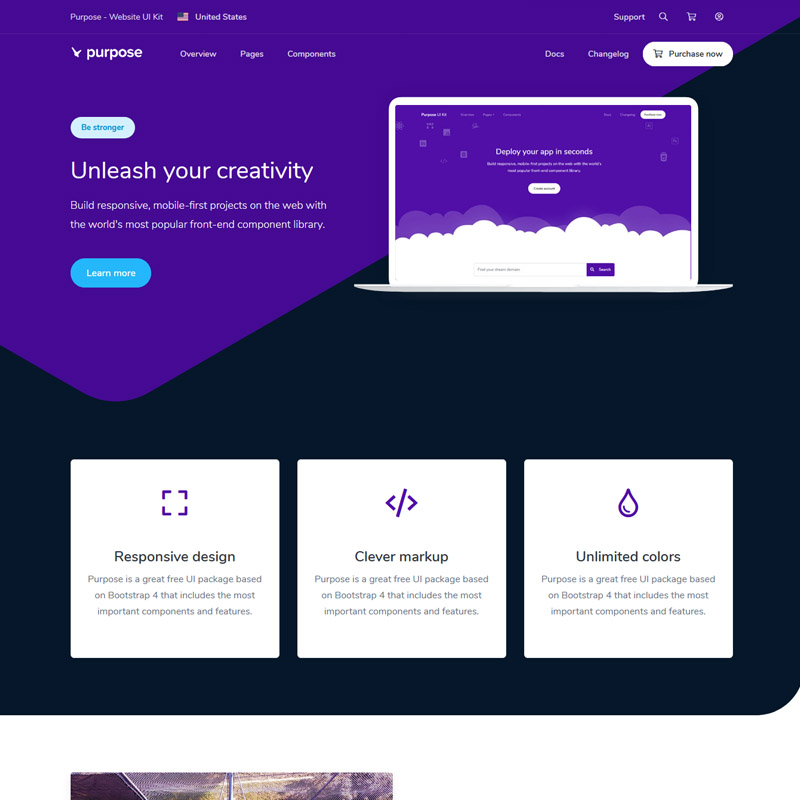 Purpose - Website UI Kit
United States
Support
purpose
Overview
Pages
Components
Docs
Changelog
Purchase now
Be stronger
Unleash your creativity
Build responsive, mobile-first projects on the web with
the world's most popular front-end component library.
Learn more
Purpose UI Kit
Overview
Pages
Components
Docs
Changelog
Purchase now
Deploy your app in seconds
Build responsive, mobile-first projects on the web with the world's
most popular front-end component library.
Create account
Find your dream domain
Search
Responsive design
Purpose is a great free UI package based
on Bootstrap 4 that includes the most
important components and features.
Clever markup
Purpose is a great free UI package based
on Bootstrap 4 that includes the most
important components and features.
Unlimited colors
Purpose is a great free UI package based
on Bootstrap 4 that includes the most
important components and features.